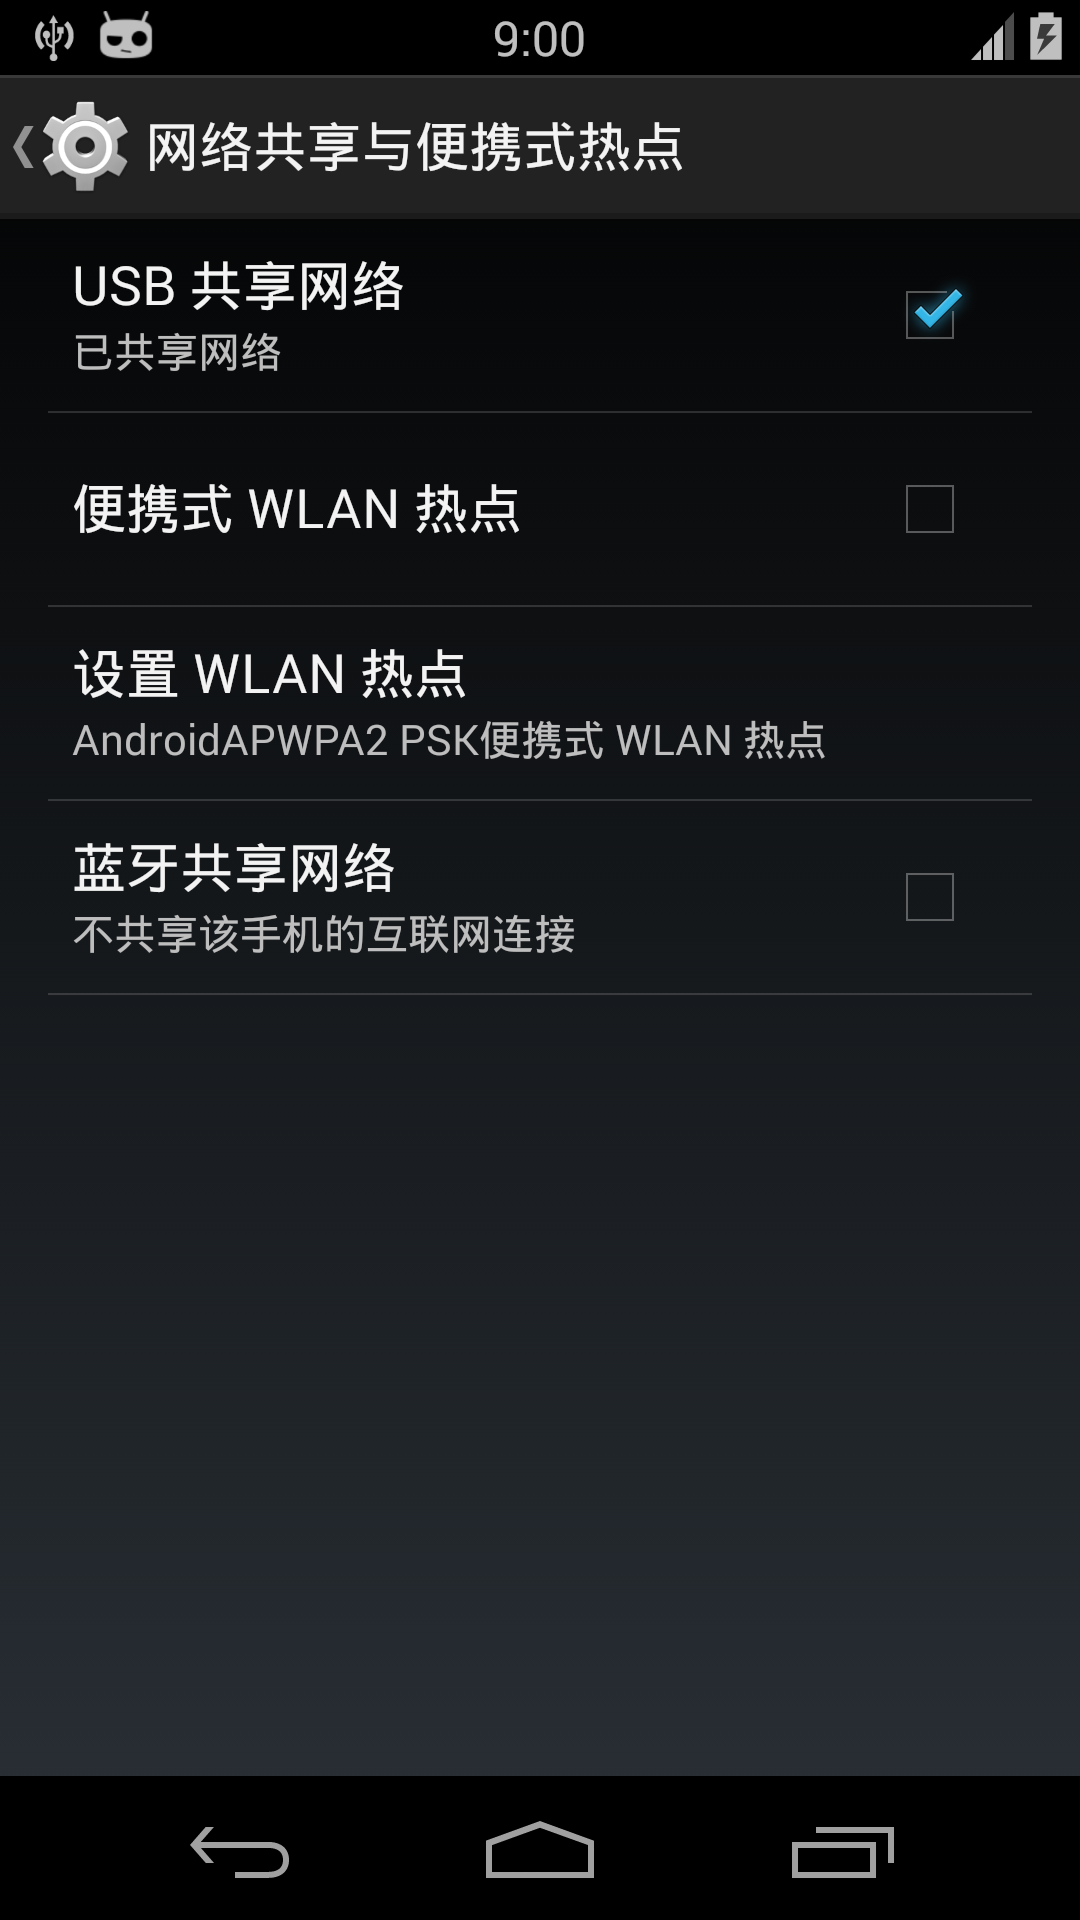 9:00
网络共享与便携式热点
USB 共享网络
已共享网络
便携式 WLAN 热点
设置 WLAN 热点
AndroidAPWPA2 PSK便携式 WLAN 热点
蓝牙共享网络
不共享该手机的互联网连接